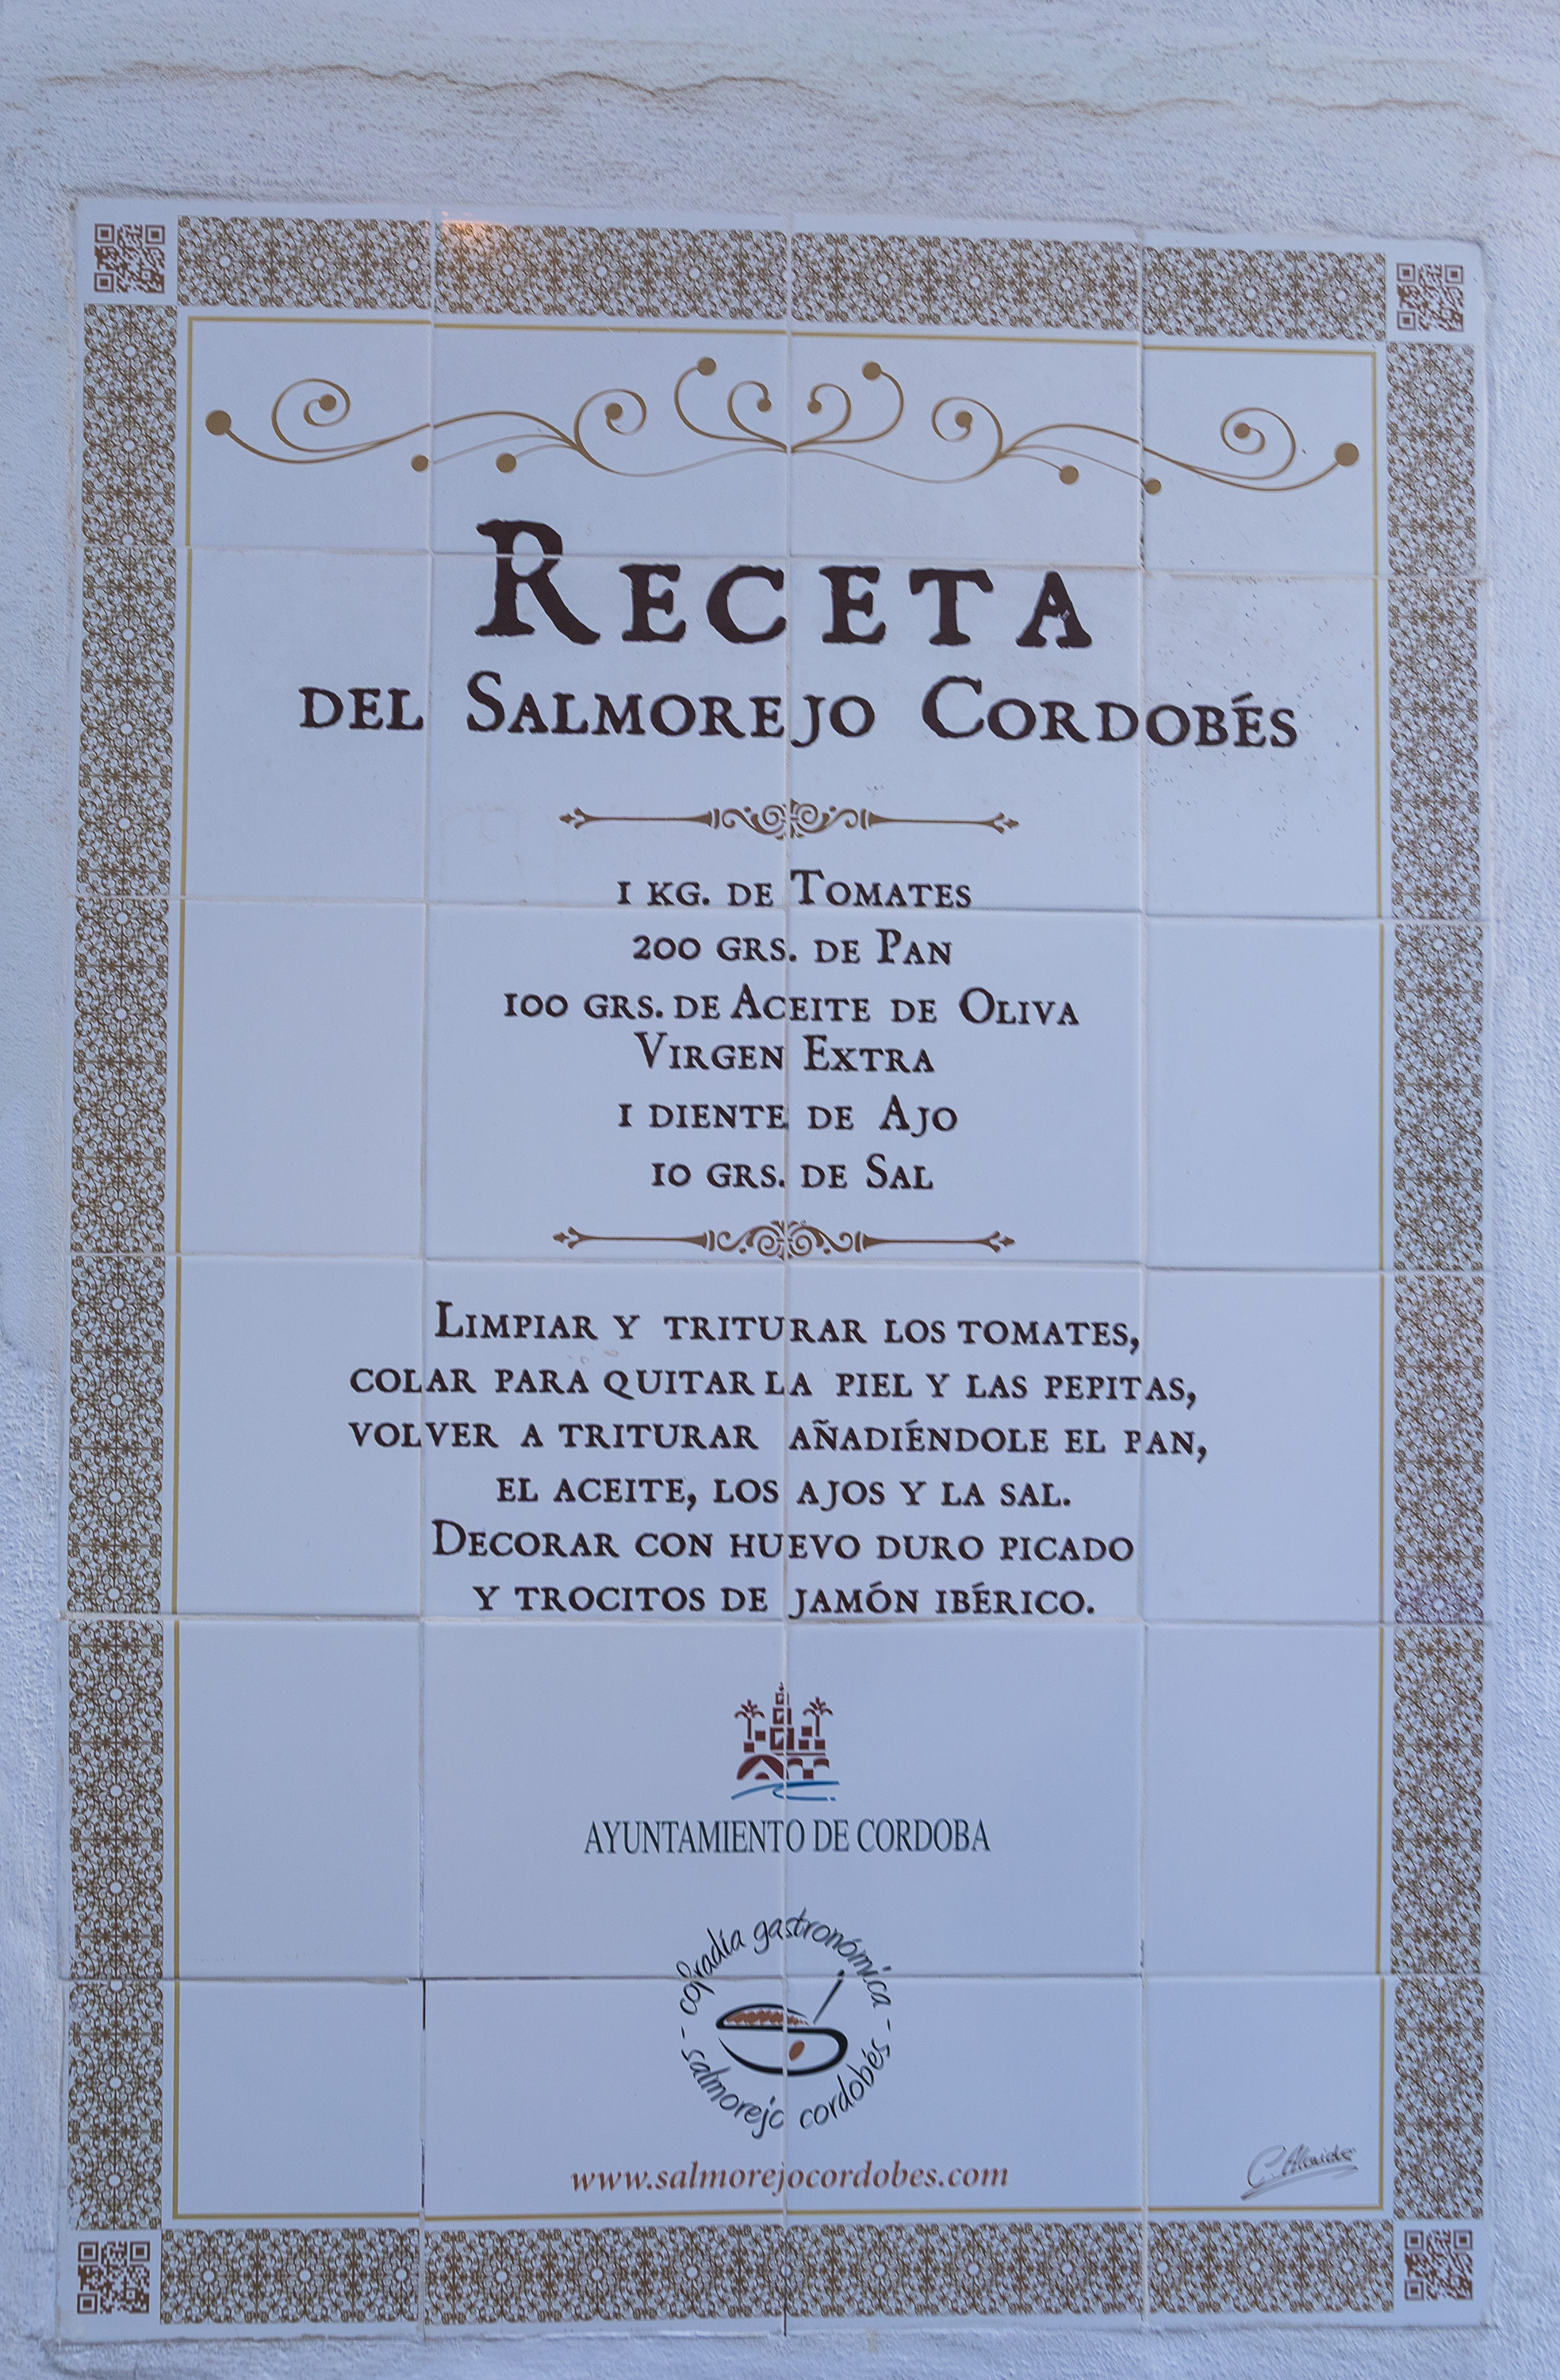 Receta
del Salmorejo Cordobés
1 kg. de Tomates
200 grs. de Pan
100 grs. de Aceite de Oliva
Virgen Extra
1 diente de Ajo
10 grs. de Sal
Limpiar y triturar los tomates,
colar para quitar la piel y las pepitas,
volver a triturar añadiéndole el pan,
el aceite, los ajos y la sal.
Decorar con huevo duro picado
y trocitos de jamón ibérico.
AYUNTAMIENTO DE CORDOBA
cofradía gastronómica
- salmorejo cordobés -
www.salmorejocordobes.com